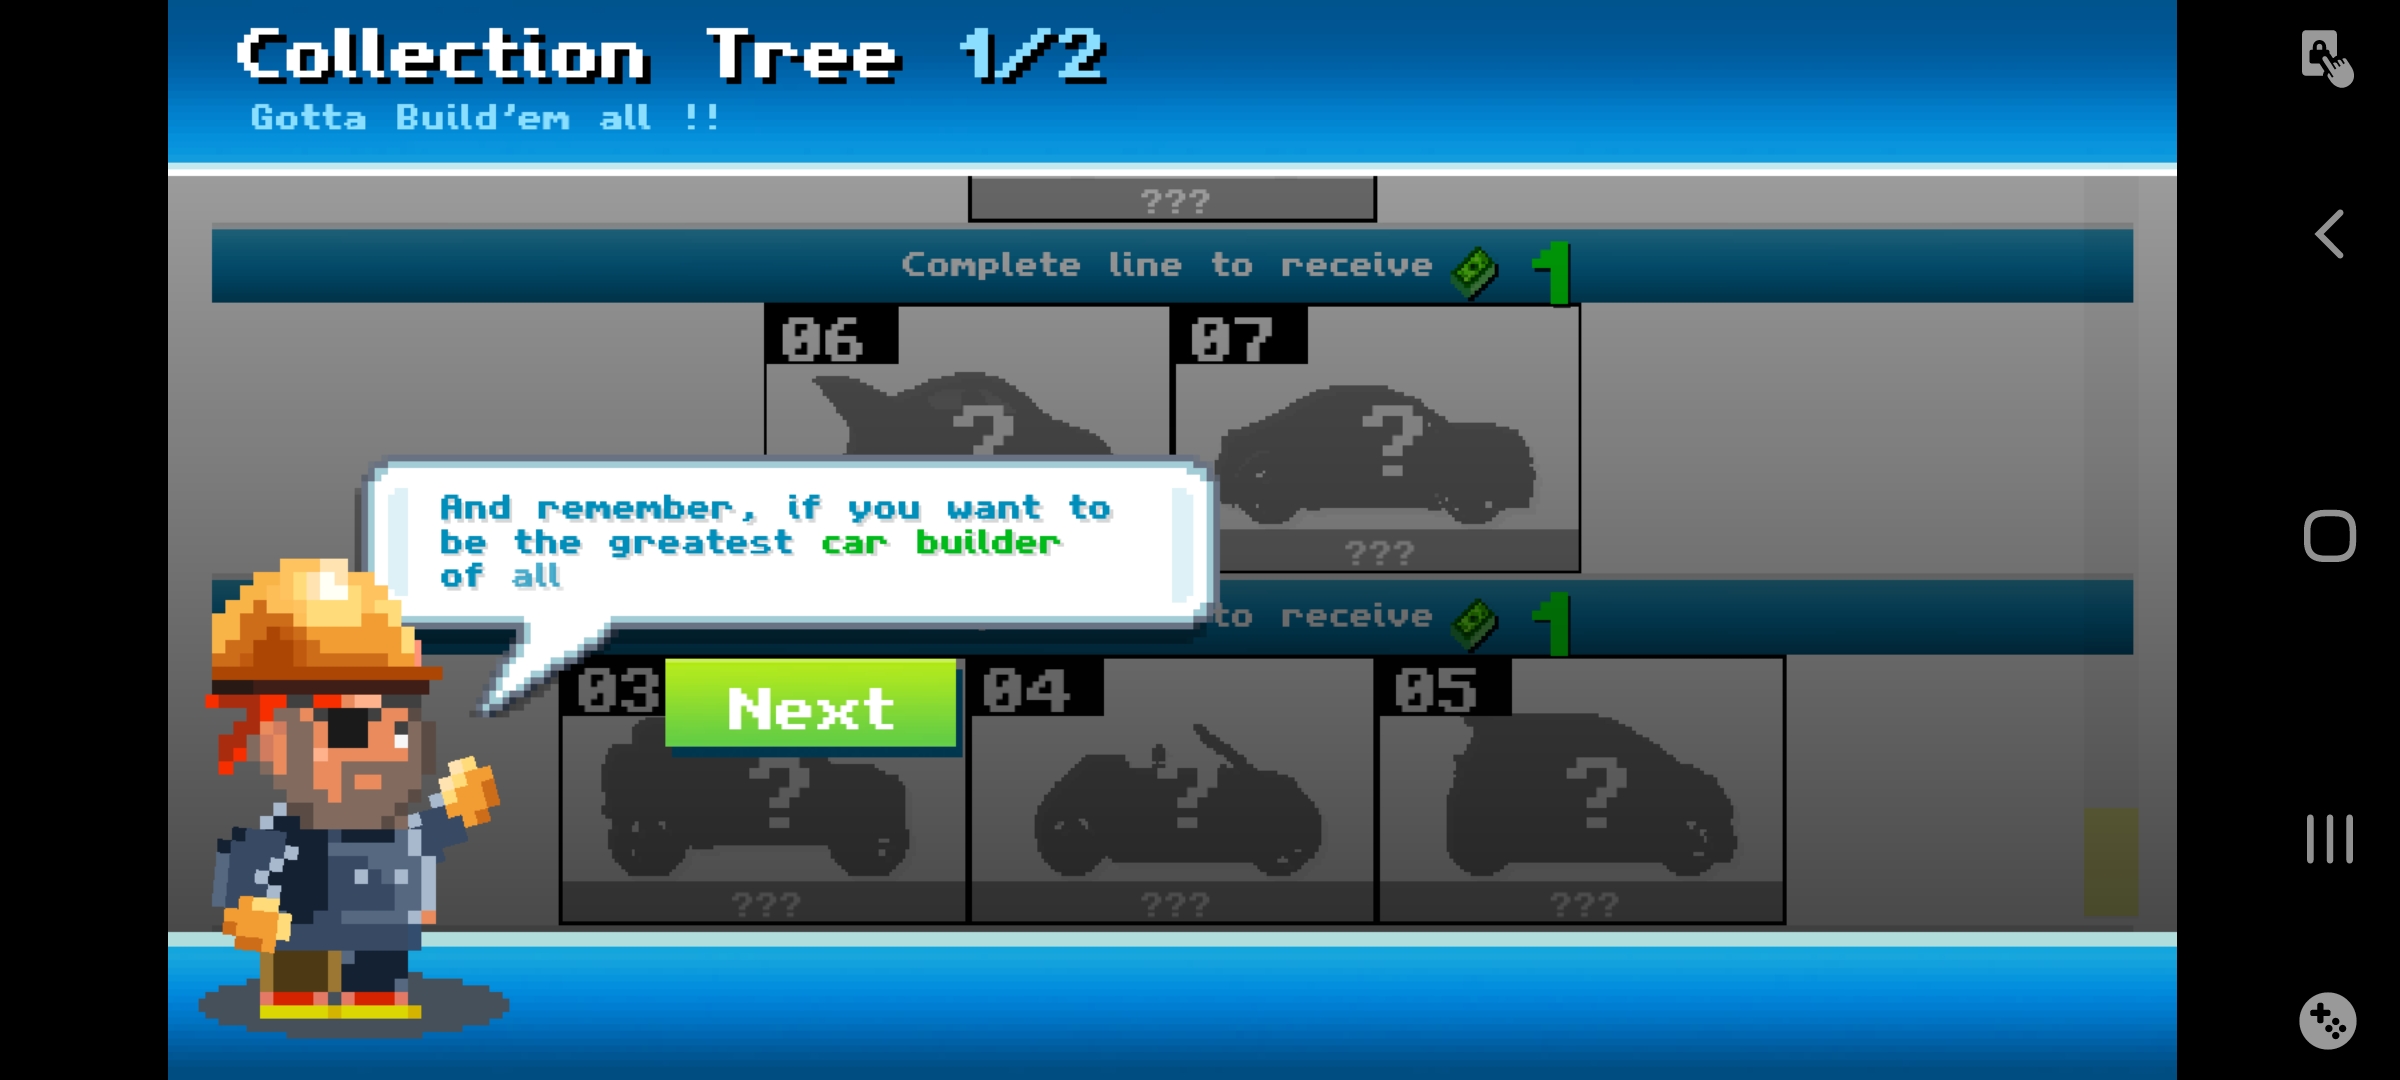 Collection Tree 1/2
Gotta Build'em all !!
???
Complete line to receive 1
06 07
? ?
And remember, if you want to
be the greatest car builder
of all
???
to receive 1
03 04 05
Next
? ? ?
??? ??? ???